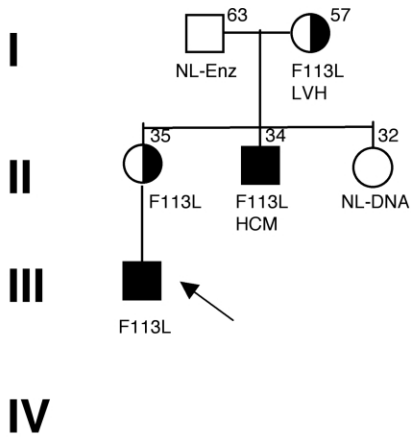 I
63
57
NL-Enz
F113L
LVH
II
35
34
32
F113L
F113L
HCM
NL-DNA
III
F113L
IV